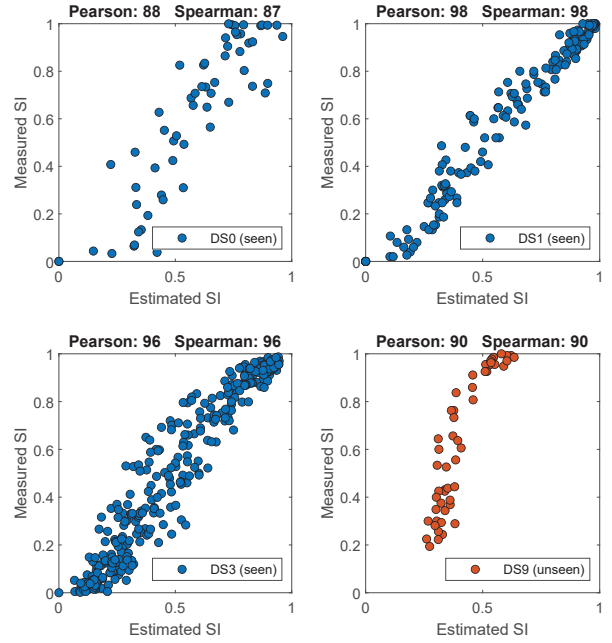 Pearson: 88 Spearman: 87
1
0.8
0.6
0.4
0.2
0
0
0.5
1
Measured SI
Estimated SI
DS0 (seen)
Pearson: 98 Spearman: 98
1
0.8
0.6
0.4
0.2
0
0
0.5
1
Measured SI
Estimated SI
DS1 (seen)
Pearson: 96 Spearman: 96
1
0.8
0.6
0.4
0.2
0
0
0.5
1
Measured SI
Estimated SI
DS3 (seen)
Pearson: 90 Spearman: 90
1
0.8
0.6
0.4
0.2
0
0
0.5
1
Measured SI
Estimated SI
DS9 (unseen)